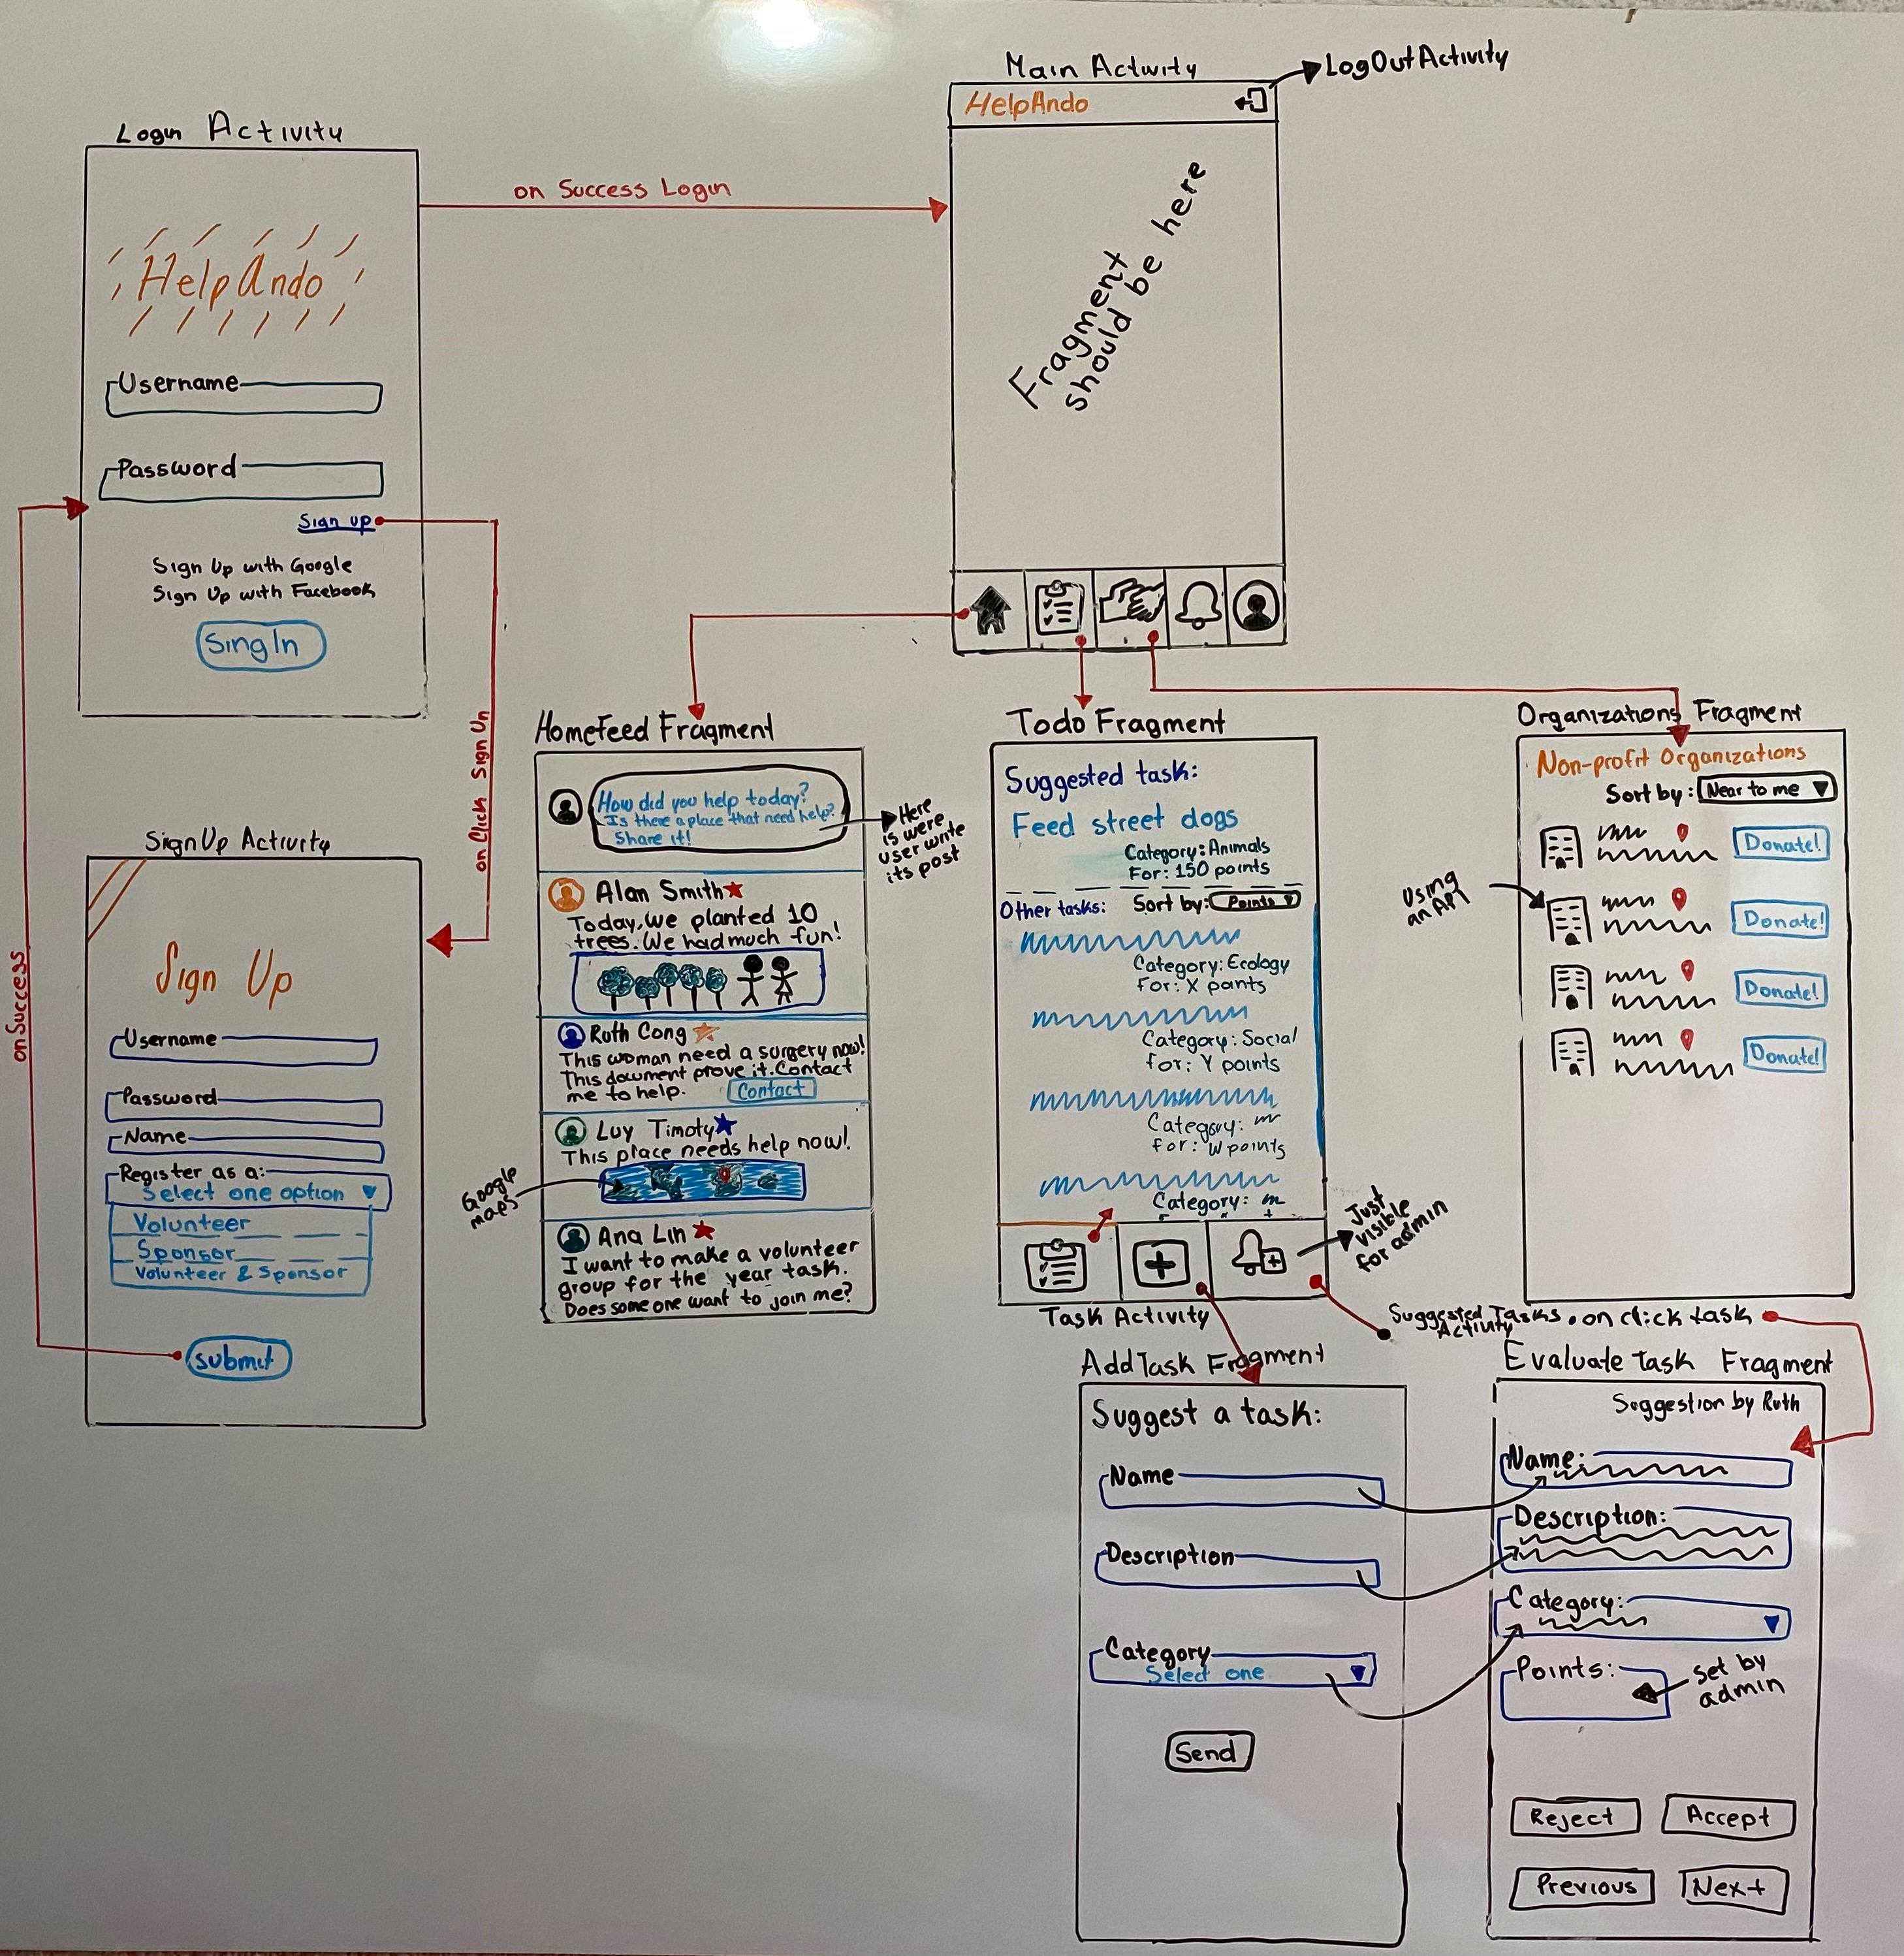 Main Activity
LogOutActivity
HelpAndo
Login Activity
on Success Login
HelpAndo
Fragment
should be here
Username
Password
Sign up
Sign Up with Google
Sign Up with Facebook
SingIn
on Click Sign Up
on Success
SignUp Activity
Sign Up
Username
Password
Name
Register as a:
Select one option
Volunteer
Sponsor
Volunteer & Sponsor
submit
HomeFeed Fragment
How did you help today?
Is there a place that need help?
Share it!
Here
is were
user write
its post
Alan Smith
Today, we planted 10
trees. We had much fun!
Ruth Cong
This woman need a surgery now!
This document prove it. Contact
me to help.
Contact
Luy Timoty
This place needs help now!
Google
maps
Ana Lin
I want to make a volunteer
group for the year task.
Does some one want to join me?
Todo Fragment
Suggested task:
Feed street dogs
Category: Animals
For: 150 points
Other tasks: Sort by: Points
Category: Ecology
For: X points
Category: Social
for: Y points
Category:
for: W points
Category:
Just
visible
for admin
Task Activity
Organizations Fragment
Non-profit Organizations
Sort by: Near to me
Donate!
Donate!
Donate!
Donate!
Using
an API
Suggested Tasks
Activity
on click task
AddTask Fragment
Suggest a task:
Name
Description
Category
Select one
Send
Evaluate Task Fragment
Suggestion by Ruth
Name:
Description:
Category:
Points:
set by
admin
Reject
Accept
Previous
Next